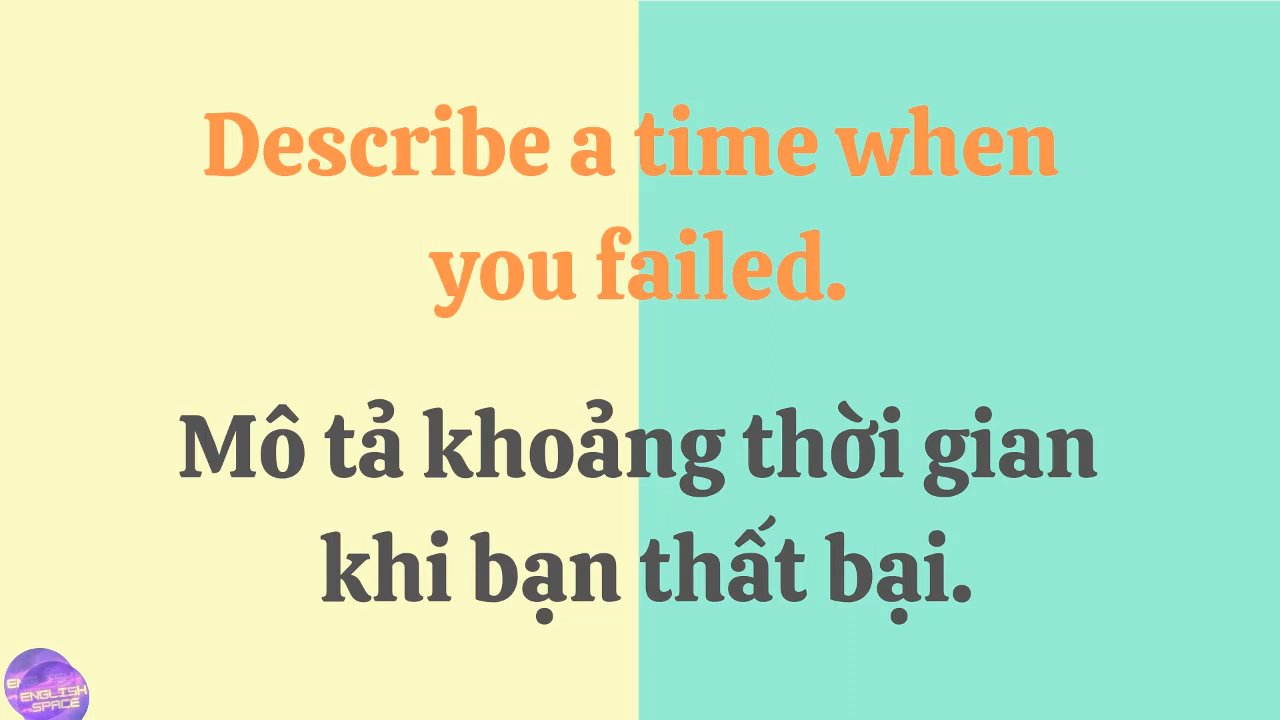 Describe a time when
you failed.
Mô tả khoảng thời gian
khi bạn thất bại.
ENGLISH
SPACE